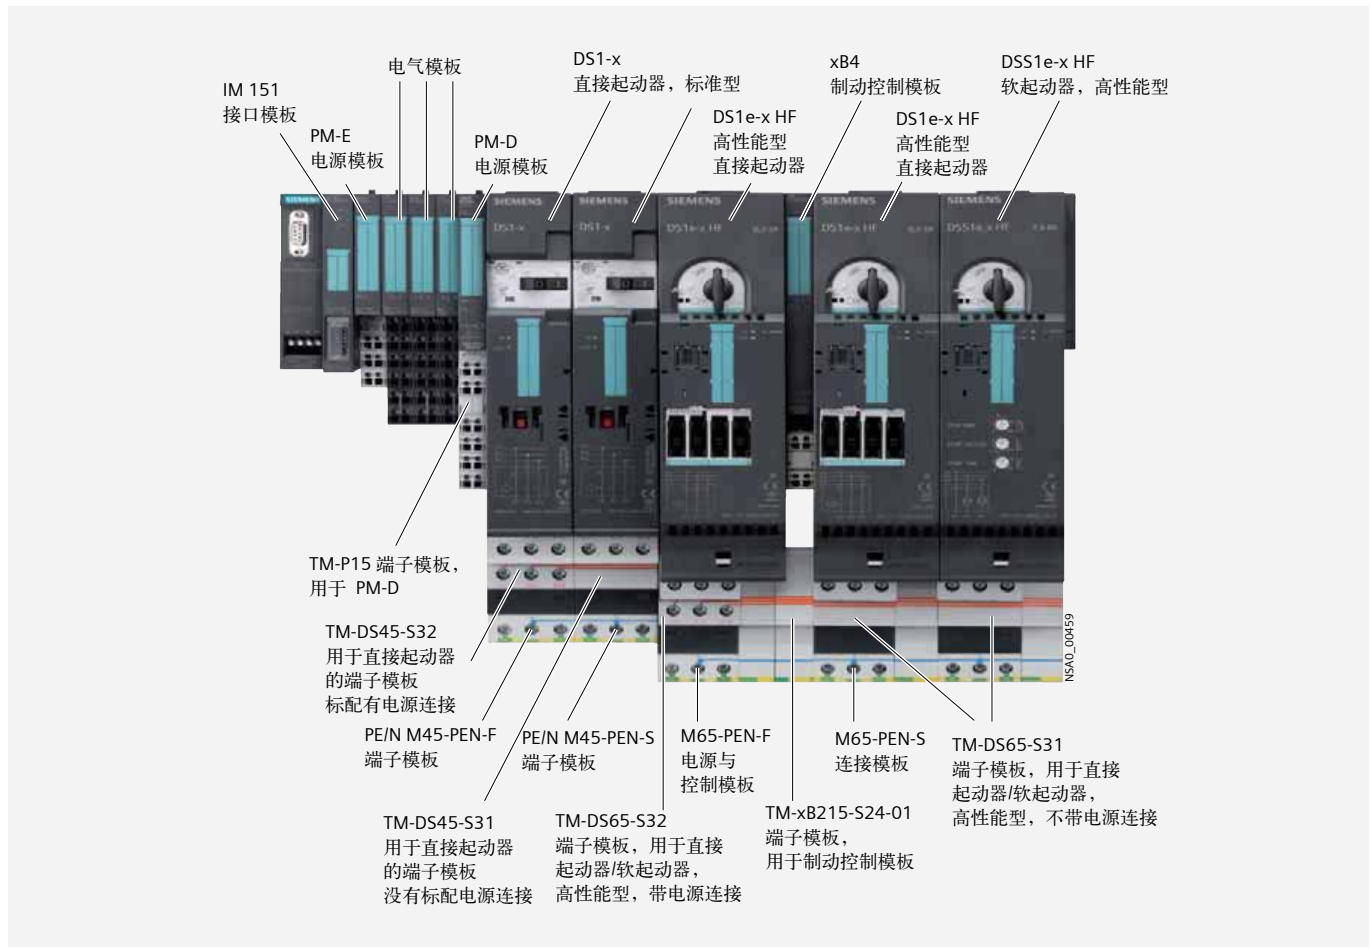 IM 151
接口模板
PM-E
电源模板
电气模板
PM-D
电源模板
DS1-x
直接起动器，标准型
DS1e-x HF
高性能型
直接起动器
xB4
制动控制模板
DS1e-x HF
高性能型
直接起动器
DSS1e-x HF
软起动器，高性能型
SIEMENS
SIEMENS
DS1-x
SIEMENS
DS1-x
SIEMENS
DS1e-x HF
SIEMENS
DS1e-x HF
SIEMENS
DSS1e-x HF
TM-P15 端子模板，
用于 PM-D
TM-DS45-S32
用于直接起动器
的端子模板
标配有电源连接
PE/N M45-PEN-F
端子模板
PE/N M45-PEN-S
端子模板
M65-PEN-F
电源与
控制模板
M65-PEN-S
连接模板
TM-DS65-S31
端子模板，用于直接
起动器/软起动器，
高性能型，不带电源连接
TM-DS45-S31
用于直接起动器
的端子模板
没有标配电源连接
TM-DS65-S32
端子模板，用于直接
起动器/软起动器，
高性能型，带电源连接
TM-xB215-S24-01
端子模板，
用于制动控制模板
NSA0_00459